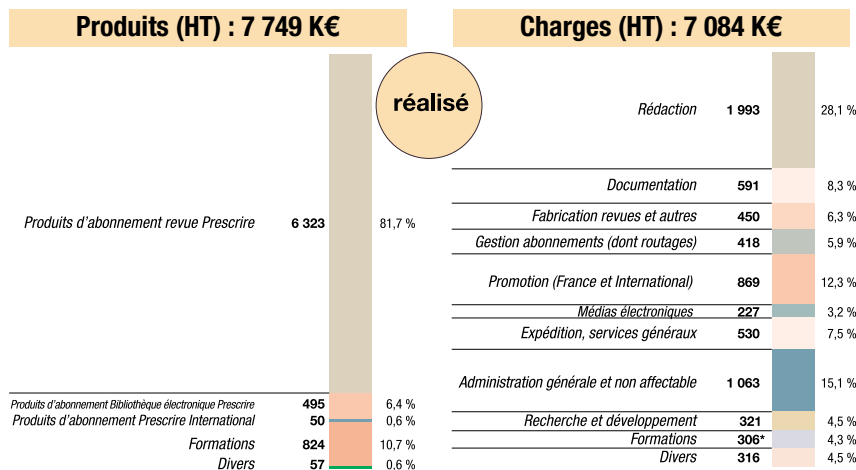 Produits (HT) : 7 749 K€
Produits d'abonnement revue Prescrire 6 323 81,7 %
Produits d'abonnement Bibliothèque électronique Prescrire 495 6,4 %
Produits d'abonnement Prescrire International 50 0,6 %
Formations 824 10,7 %
Divers 57 0,6 %
réalisé
Charges (HT) : 7 084 K€
Rédaction 1 993 28,1 %
Documentation 591 8,3 %
Fabrication revues et autres 450 6,3 %
Gestion abonnements (dont routages) 418 5,9 %
Promotion (France et International) 869 12,3 %
Médias électroniques 227 3,2 %
Expédition, services généraux 530 7,5 %
Administration générale et non affectable 1 063 15,1 %
Recherche et développement 321 4,5 %
Formations 306* 4,3 %
Divers 316 4,5 %